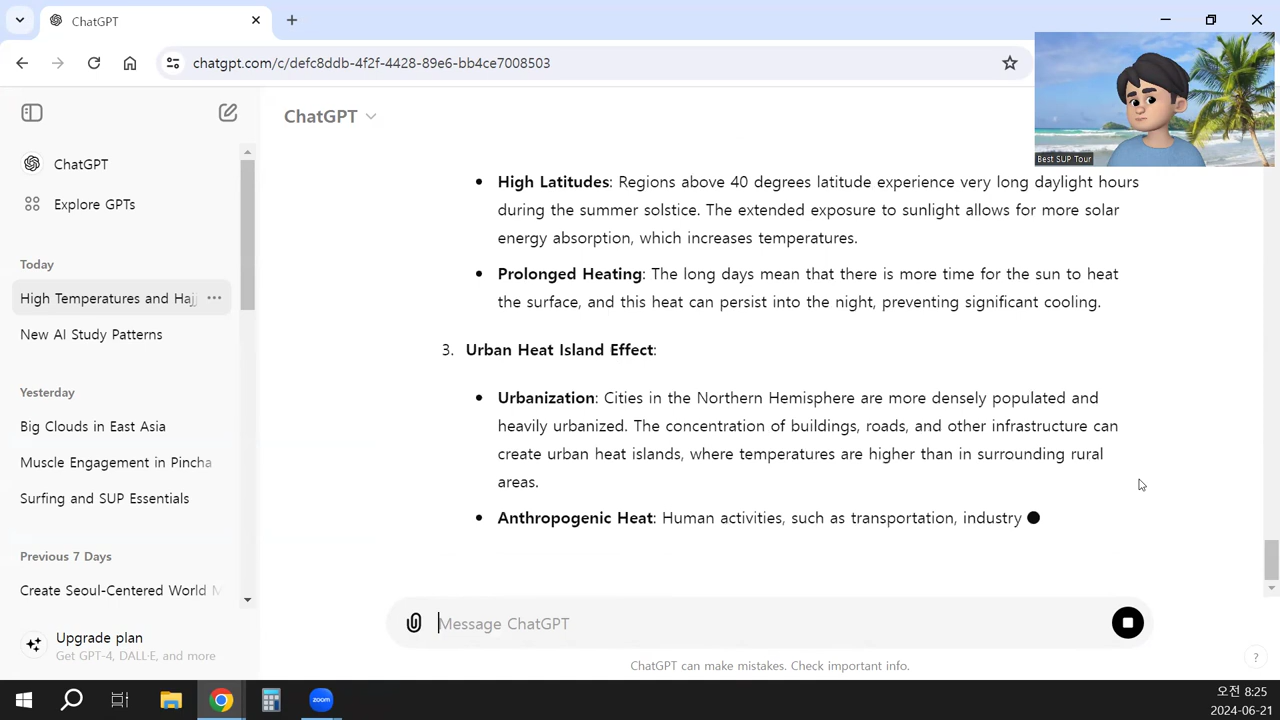 ChatGPT
chatgpt.com/c/defc8ddb-4f2f-4428-89e6-bb4ce7008503
Best SUP Tour
ChatGPT
ChatGPT
Explore GPTs
Today
High Temperatures and Hajj
New AI Study Patterns
Yesterday
Big Clouds in East Asia
Muscle Engagement in Pincha
Surfing and SUP Essentials
Previous 7 Days
Create Seoul-Centered World
Upgrade plan
Get GPT-4, DALL·E, and more
• High Latitudes: Regions above 40 degrees latitude experience very long daylight hours
during the summer solstice. The extended exposure to sunlight allows for more solar
energy absorption, which increases temperatures.
• Prolonged Heating: The long days mean that there is more time for the sun to heat
the surface, and this heat can persist into the night, preventing significant cooling.
3. Urban Heat Island Effect:
• Urbanization: Cities in the Northern Hemisphere are more densely populated and
heavily urbanized. The concentration of buildings, roads, and other infrastructure can
create urban heat islands, where temperatures are higher than in surrounding rural
areas.
• Anthropogenic Heat: Human activities, such as transportation, industry
Message ChatGPT
ChatGPT can make mistakes. Check important info.
?
zoom
오전 8:25
2024-06-21